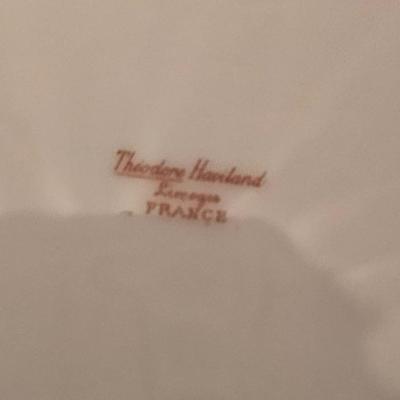 Théodore Haviland
Limoges
FRANCE